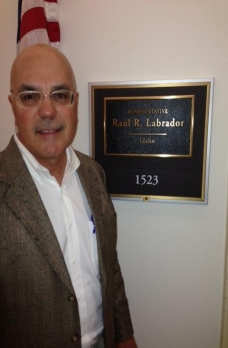 REPRESENTATIVE
Raúl R. Labrador
Idaho
1523